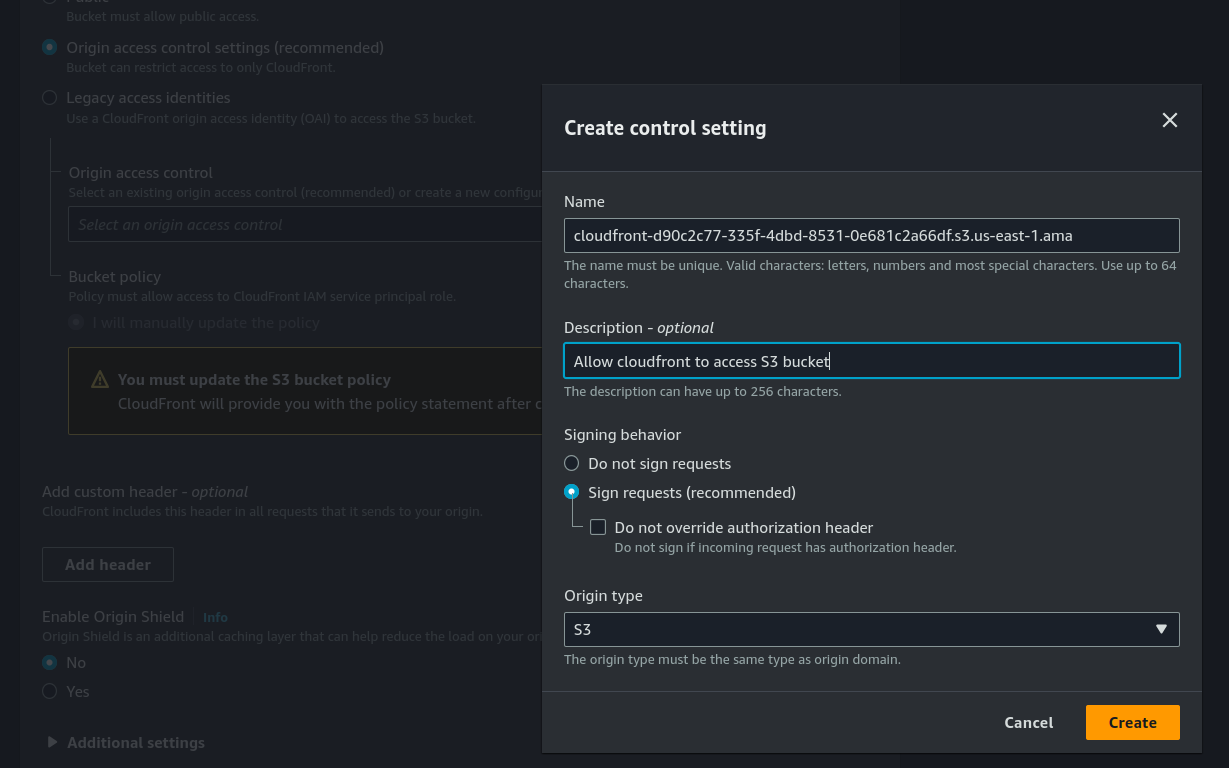 Public
Bucket must allow public access.
Origin access control settings (recommended)
Bucket can restrict access to only CloudFront.
Legacy access identities
Use a CloudFront origin access identity (OAI) to access the S3 bucket.
Origin access control
Select an existing origin access control (recommended) or create a new configur
Select an origin access control
Bucket policy
Policy must allow access to CloudFront IAM service principal role.
I will manually update the policy
You must update the S3 bucket policy
CloudFront will provide you with the policy statement after c
Add custom header - optional
CloudFront includes this header in all requests that it sends to your origin.
Add header
Enable Origin Shield Info
Origin Shield is an additional caching layer that can help reduce the load on your ori
No
Yes
Additional settings
Create control setting
Name
cloudfront-d90c2c77-335f-4dbd-8531-0e681c2a66df.s3.us-east-1.ama
The name must be unique. Valid characters: letters, numbers and most special characters. Use up to 64
characters.
Description - optional
Allow cloudfront to access S3 bucket
The description can have up to 256 characters.
Signing behavior
Do not sign requests
Sign requests (recommended)
Do not override authorization header
Do not sign if incoming request has authorization header.
Origin type
S3
The origin type must be the same type as origin domain.
Cancel
Create